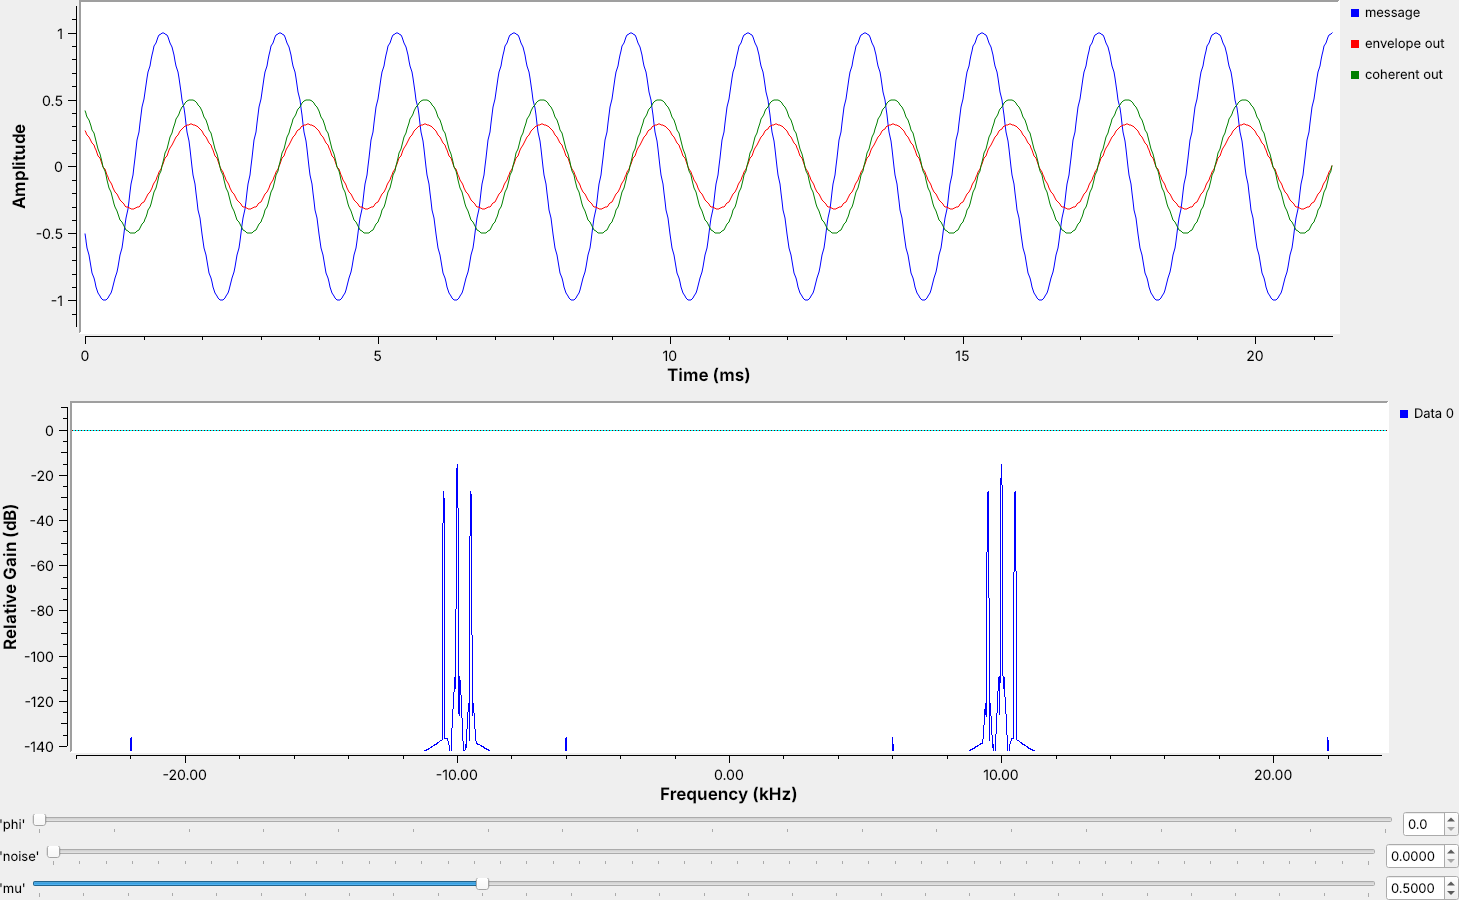 message
envelope out
coherent out
Amplitude
1
0.5
0
-0.5
-1
0 5 10 15 20
Time (ms)
Data 0
Relative Gain (dB)
0
-20
-40
-60
-80
-100
-120
-140
-20.00 -10.00 0.00 10.00 20.00
Frequency (kHz)
'phi' 0.0
'noise' 0.0000
'mu' 0.5000